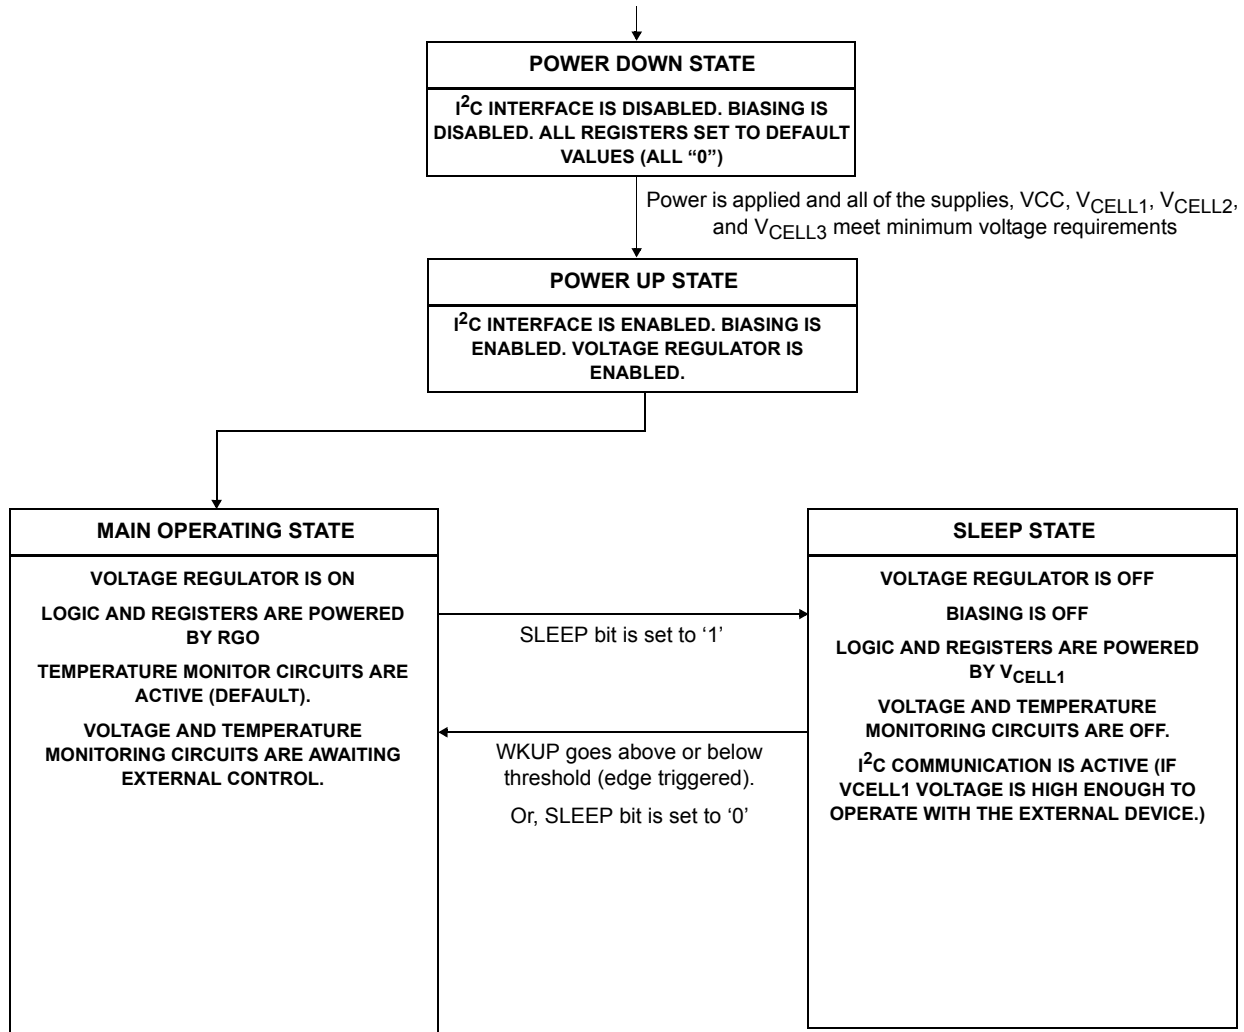 POWER DOWN STATE
I²C INTERFACE IS DISABLED. BIASING IS
DISABLED. ALL REGISTERS SET TO DEFAULT
VALUES (ALL “0”)
Power is applied and all of the supplies, VCC, VCELL1, VCELL2,
and VCELL3 meet minimum voltage requirements
POWER UP STATE
I²C INTERFACE IS ENABLED. BIASING IS
ENABLED. VOLTAGE REGULATOR IS
ENABLED.
MAIN OPERATING STATE
VOLTAGE REGULATOR IS ON
LOGIC AND REGISTERS ARE POWERED
BY RGO
TEMPERATURE MONITOR CIRCUITS ARE
ACTIVE (DEFAULT).
VOLTAGE AND TEMPERATURE
MONITORING CIRCUITS ARE AWAITING
EXTERNAL CONTROL.
SLEEP bit is set to ‘1’
WKUP goes above or below
threshold (edge triggered).
Or, SLEEP bit is set to ‘0’
SLEEP STATE
VOLTAGE REGULATOR IS OFF
BIASING IS OFF
LOGIC AND REGISTERS ARE POWERED
BY VCELL1
VOLTAGE AND TEMPERATURE
MONITORING CIRCUITS ARE OFF.
I²C COMMUNICATION IS ACTIVE (IF
VCELL1 VOLTAGE IS HIGH ENOUGH TO
OPERATE WITH THE EXTERNAL DEVICE.)